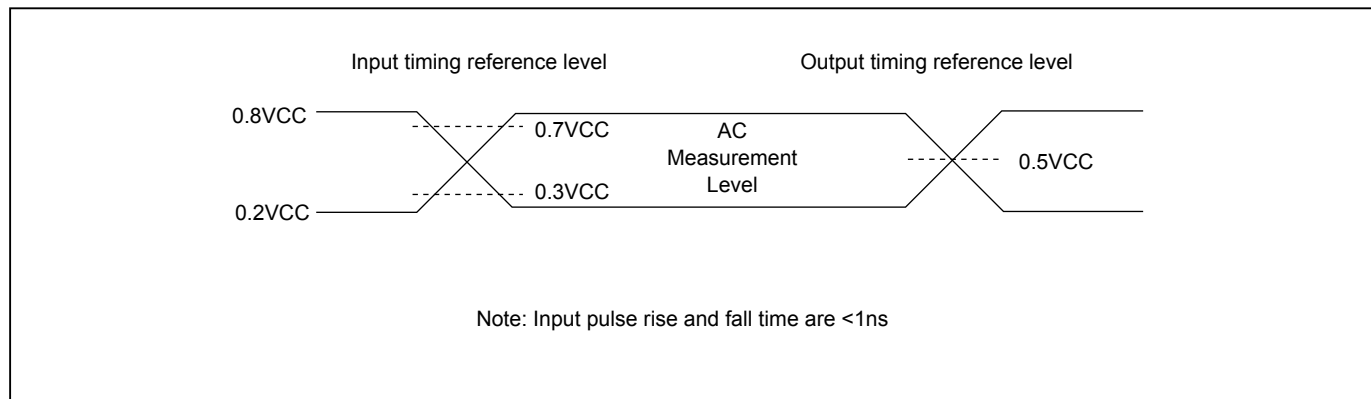 Input timing reference level
Output timing reference level
0.8VCC
0.7VCC
AC
Measurement
Level
0.5VCC
0.3VCC
0.2VCC
Note: Input pulse rise and fall time are <1ns